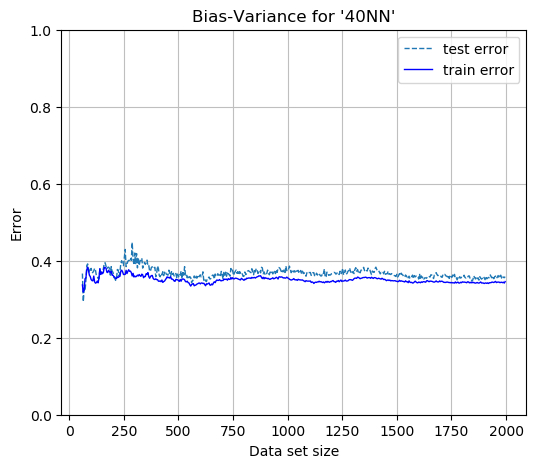 Bias-Variance for '40NN'
test error
train error
1.0
0.8
0.6
0.4
0.2
0.0
Error
0 250 500 750 1000 1250 1500 1750 2000
Data set size